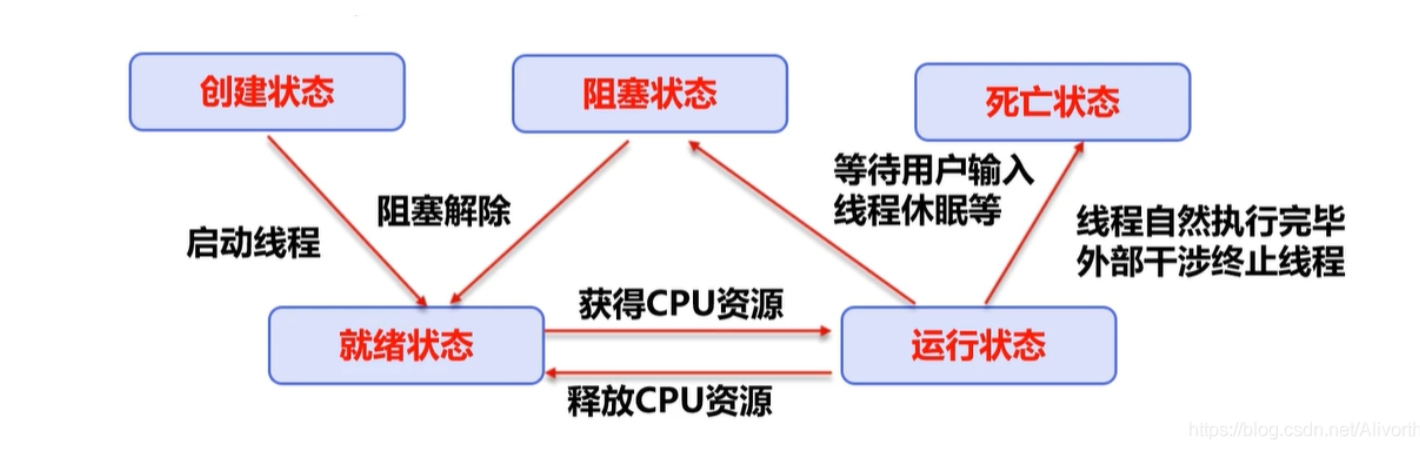 创建状态
阻塞状态
死亡状态
等待用户输入
线程休眠等
阻塞解除
启动线程
线程自然执行完毕
外部干涉终止线程
获得CPU资源
就绪状态
运行状态
释放CPU资源
https://blog.csdn.net/Alivorth